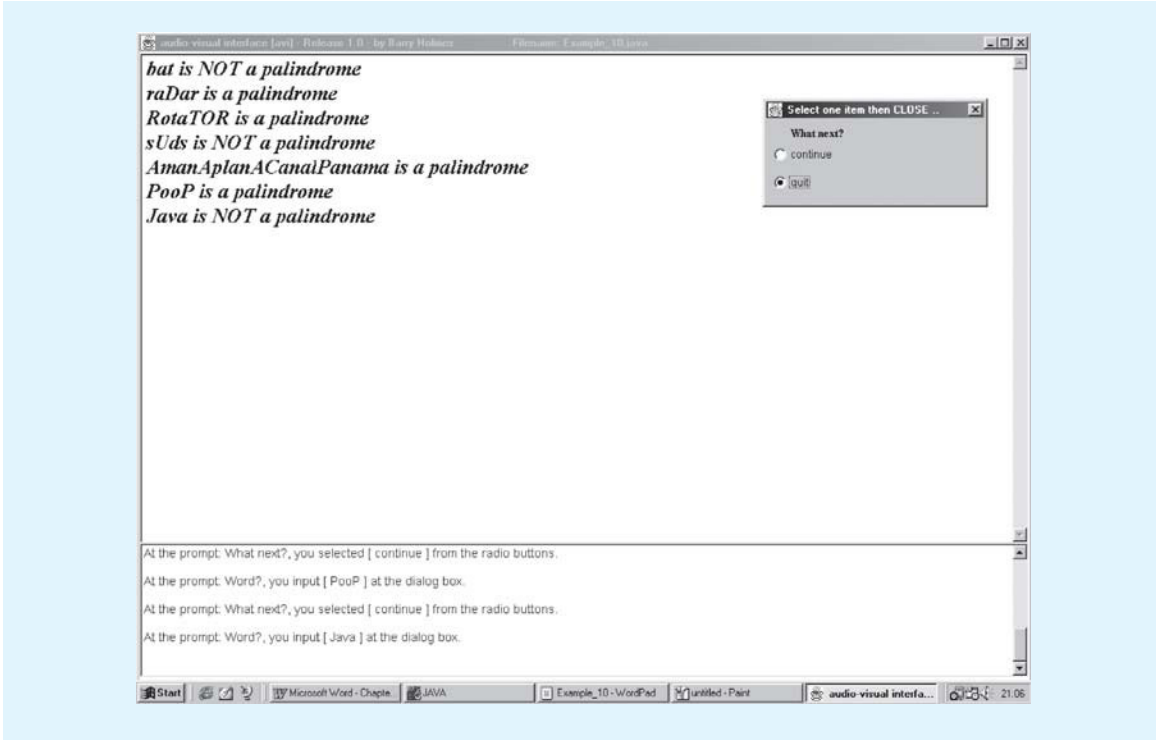 audio-visual interface [avi] - Release 1.0 - by Barry Holmes Filename: Example_10.java
bat is NOT a palindrome
raDar is a palindrome
RotaTOR is a palindrome
sUds is NOT a palindrome
AmanAplanACanalPanama is a palindrome
PooP is a palindrome
Java is NOT a palindrome
Select one item then CLOSE ..
What next?
continue
quit
At the prompt: What next?, you selected [ continue ] from the radio buttons.
At the prompt: Word?, you input [ PooP ] at the dialog box.
At the prompt: What next?, you selected [ continue ] from the radio buttons.
At the prompt: Word?, you input [ Java ] at the dialog box.
Start Microsoft Word - Chapte... JAVA Example_10 - WordPad untitled - Paint audio-visual interfa... 21:06